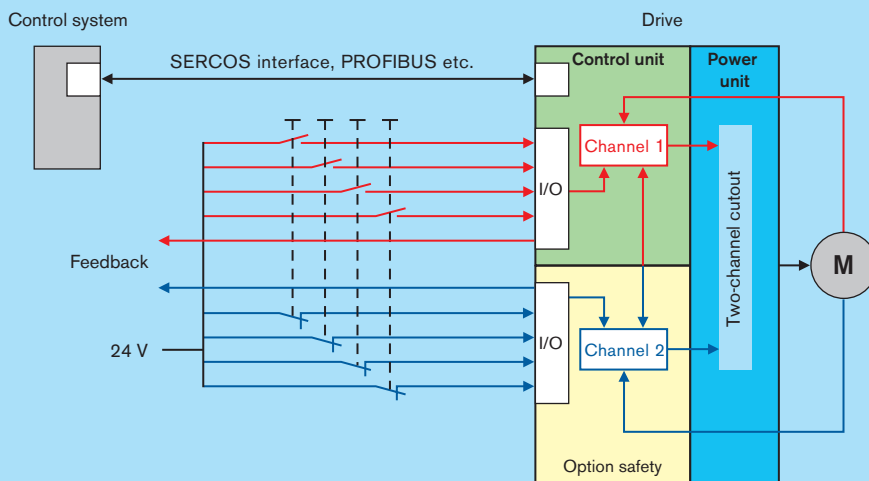 Control system
Drive
SERCOS interface, PROFIBUS etc.
Control unit
Power
unit
Channel 1
I/O
Two-channel cutout
M
Feedback
I/O
Channel 2
24 V
Option safety